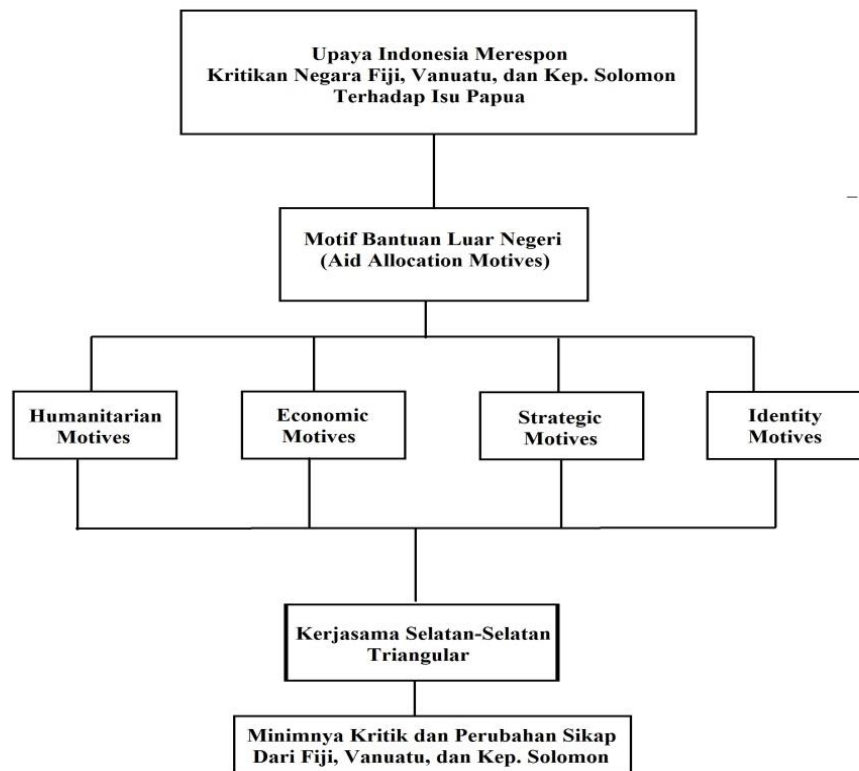 Upaya Indonesia Merespon
Kritikan Negara Fiji, Vanuatu, dan Kep. Solomon
Terhadap Isu Papua
Motif Bantuan Luar Negeri
(Aid Allocation Motives)
Humanitarian
Motives
Economic
Motives
Strategic
Motives
Identity
Motives
Kerjasama Selatan-Selatan
Triangular
Minimnya Kritik dan Perubahan Sikap
Dari Fiji, Vanuatu, dan Kep. Solomon